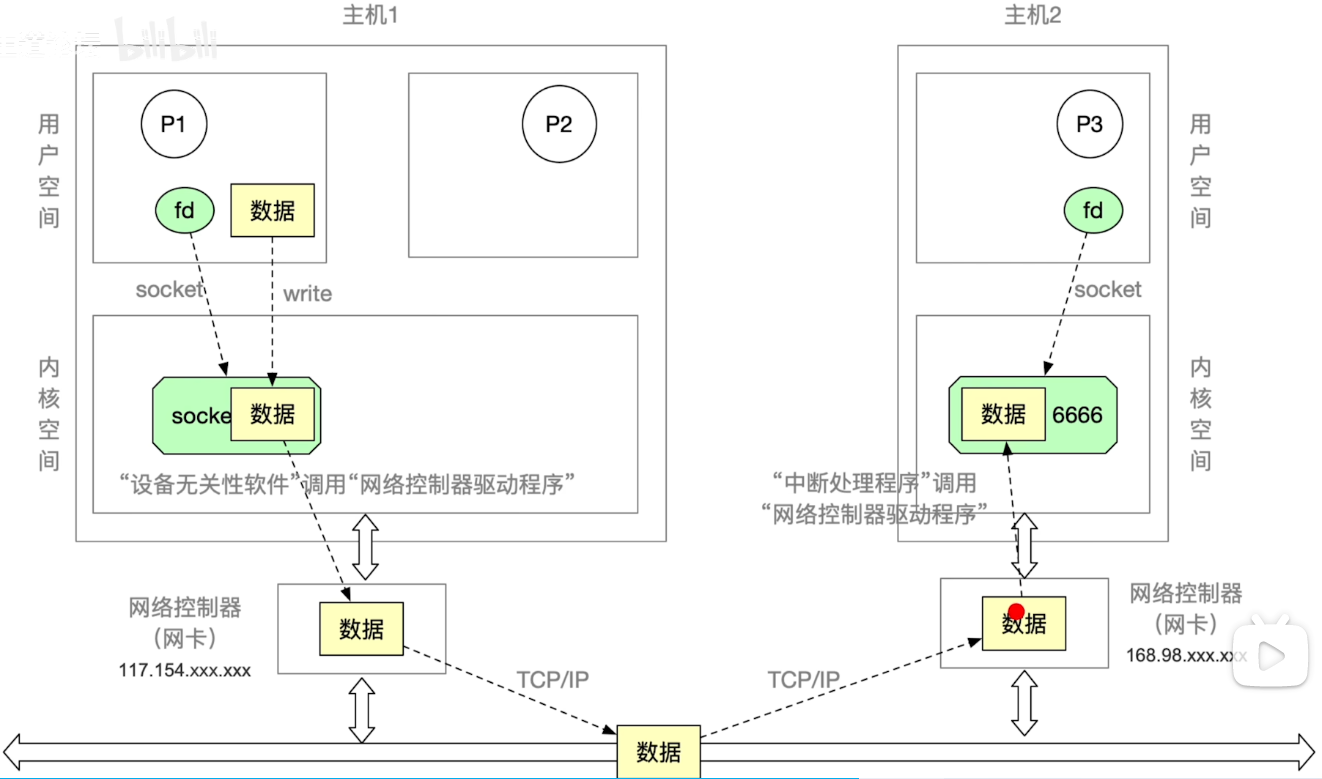 主机1
主机2
bilibili
用户空间
P1
P2
P3
用户空间
fd
数据
fd
socket
write
socket
内核空间
socke
数据
数据
6666
内核空间
“设备无关性软件”调用“网络控制器驱动程序”
“中断处理程序”调用
“网络控制器驱动程序”
网络控制器
（网卡）
117.154.xxx.xxx
数据
数据
网络控制器
（网卡）
168.98.xxx.xxx
TCP/IP
TCP/IP
数据